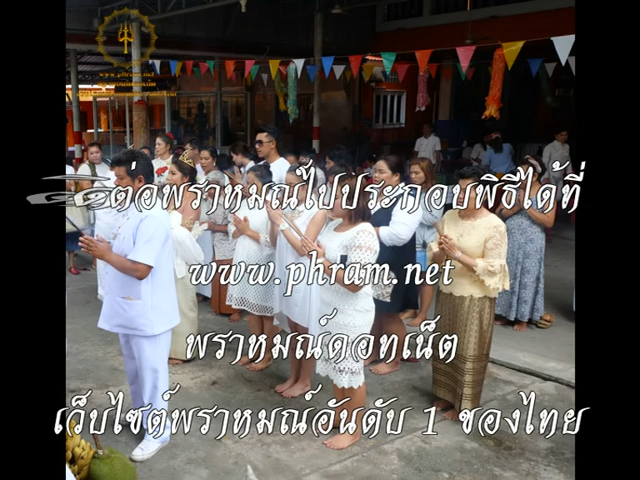 www.phram.net
ต่อพราหมณ์ไปประกอบพิธีได้ที่
www.phram.net
พราหมณ์ดอทเน็ต
เว็บไซต์พราหมณ์อันดับ 1 ของไทย